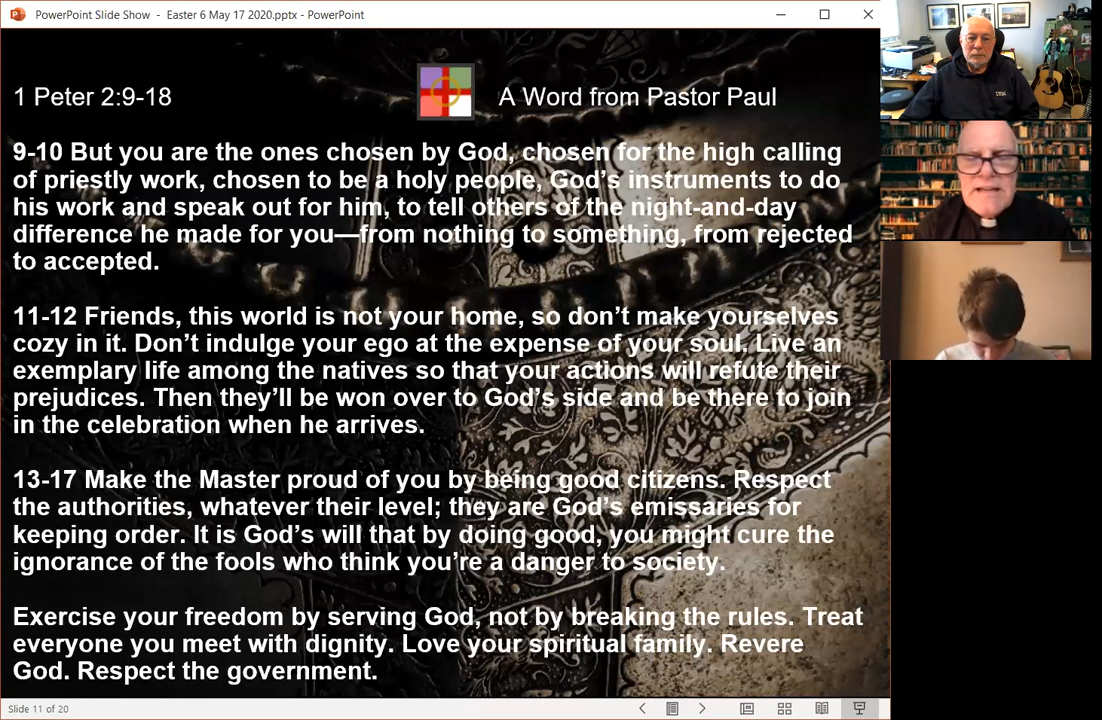 PowerPoint Slide Show - Easter 6 May 17 2020.pptx - PowerPoint
1 Peter 2:9-18
A Word from Pastor Paul
9-10 But you are the ones chosen by God, chosen for the high calling
of priestly work, chosen to be a holy people, God’s instruments to do
his work and speak out for him, to tell others of the night-and-day
difference he made for you—from nothing to something, from rejected
to accepted.
11-12 Friends, this world is not your home, so don’t make yourselves
cozy in it. Don’t indulge your ego at the expense of your soul. Live an
exemplary life among the natives so that your actions will refute their
prejudices. Then they’ll be won over to God’s side and be there to join
in the celebration when he arrives.
13-17 Make the Master proud of you by being good citizens. Respect
the authorities, whatever their level; they are God’s emissaries for
keeping order. It is God’s will that by doing good, you might cure the
ignorance of the fools who think you’re a danger to society.
Exercise your freedom by serving God, not by breaking the rules. Treat
everyone you meet with dignity. Love your spiritual family. Revere
God. Respect the government.
Slide 11 of 20